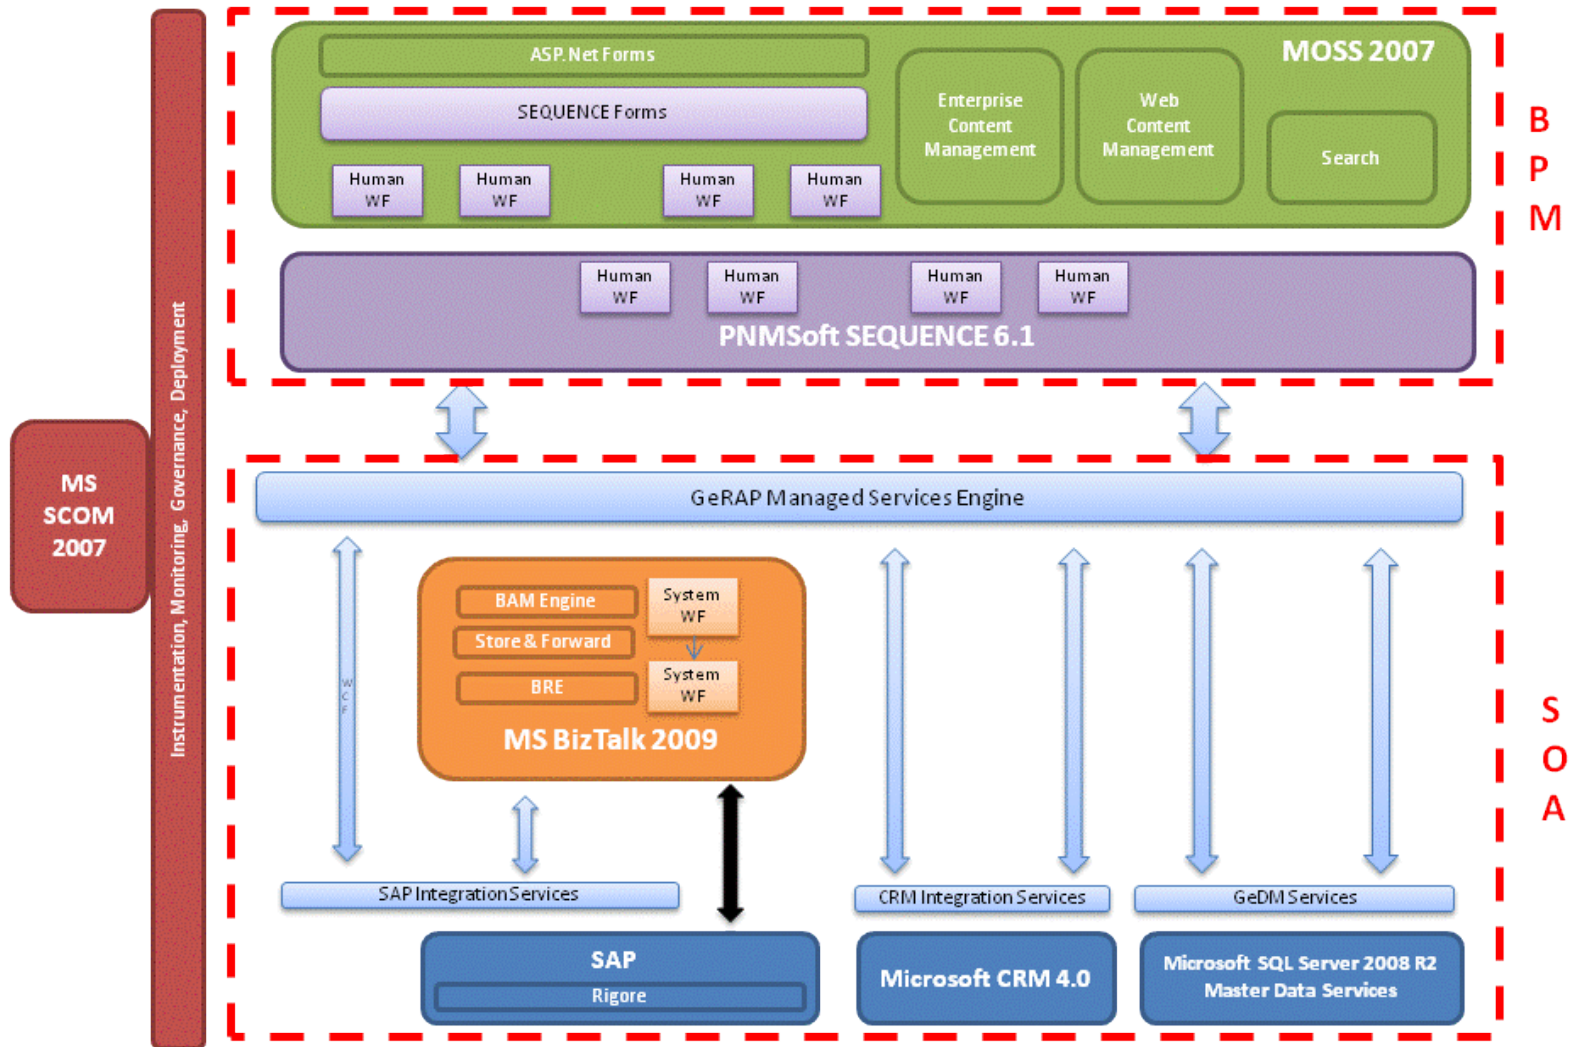 ASP.Net Forms
MOSS 2007
SEQUENCE Forms
Enterprise
Content
Management
Web
Content
Management
Search
Human
WF
Human
WF
Human
WF
Human
WF
B
P
M
Human
WF
Human
WF
Human
WF
Human
WF
PNMSoft SEQUENCE 6.1
Instrumentation, Monitoring, Governance, Deployment
MS
SCOM
2007
GeRAP Managed Services Engine
BAM Engine
Store & Forward
BRE
System
WF
System
WF
MS BizTalk 2009
WCF
S
O
A
SAP Integration Services
CRM Integration Services
GeDM Services
SAP
Rigore
Microsoft CRM 4.0
Microsoft SQL Server 2008 R2
Master Data Services